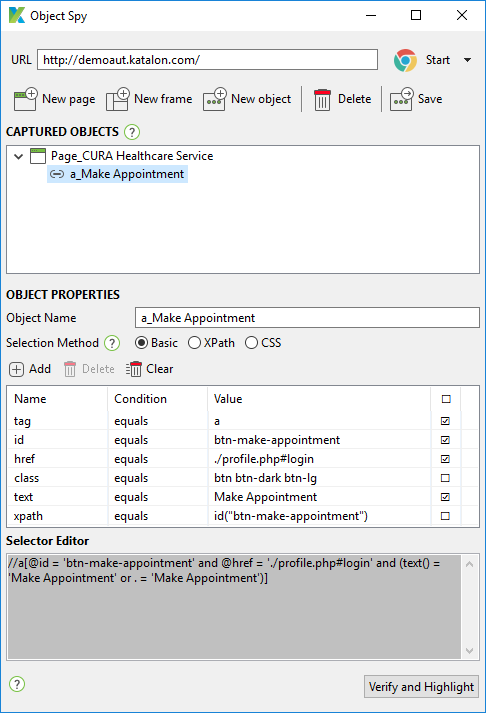 Object Spy
URL http://demoaut.katalon.com/ Start
New page New frame New object Delete Save
CAPTURED OBJECTS ?
Page_CURA Healthcare Service
a_Make Appointment
OBJECT PROPERTIES
Object Name a_Make Appointment
Selection Method ? Basic XPath CSS
Add Delete Clear
Name Condition Value
tag equals a
id equals btn-make-appointment
href equals ./profile.php#login
class equals btn btn-dark btn-lg
text equals Make Appointment
xpath equals id("btn-make-appointment")
Selector Editor
//a[@id = 'btn-make-appointment' and @href = './profile.php#login' and (text() =
'Make Appointment' or . = 'Make Appointment')]
? Verify and Highlight